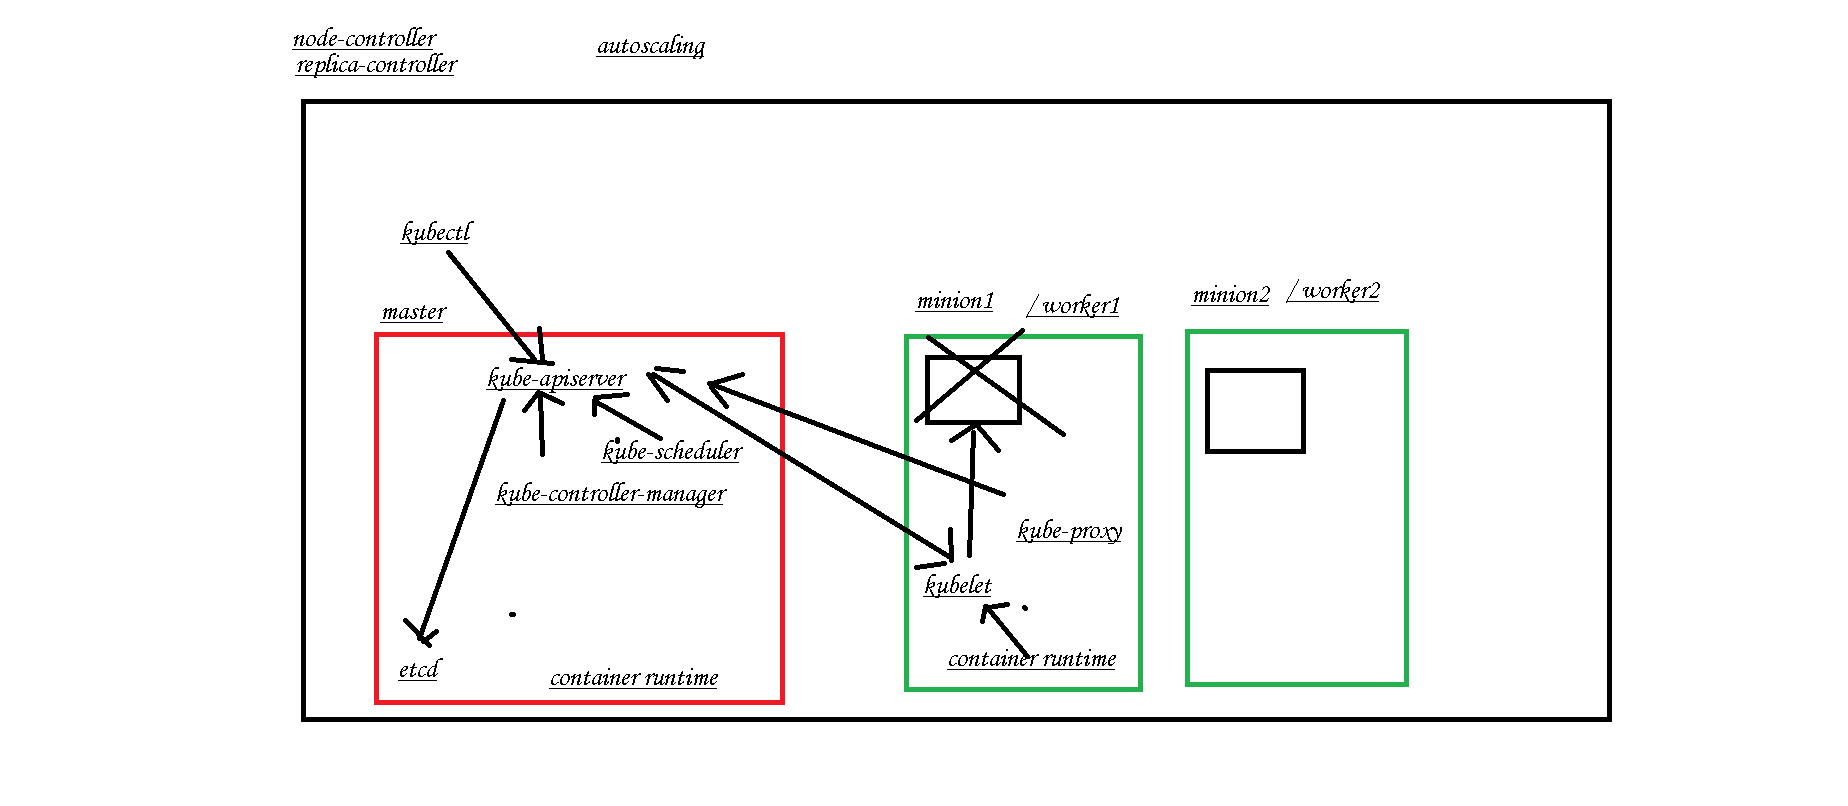 node-controller
replica-controller
autoscaling
kubectl
master
minion1 / worker1
minion2 / worker2
kube-apiserver
kube-scheduler
kube-controller-manager
kube-proxy
kubelet
etcd
container runtime
container runtime